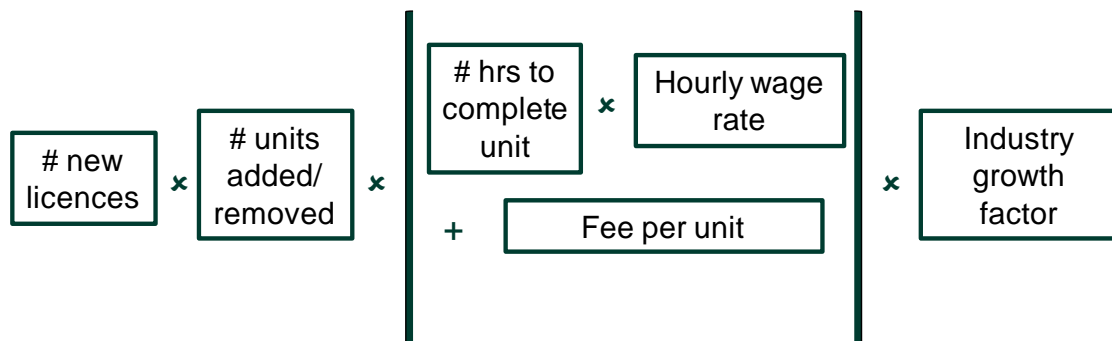 # new
licences
×
# units
added/
removed
×
# hrs to
complete
unit
×
Hourly wage
rate
+
Fee per unit
×
Industry
growth
factor